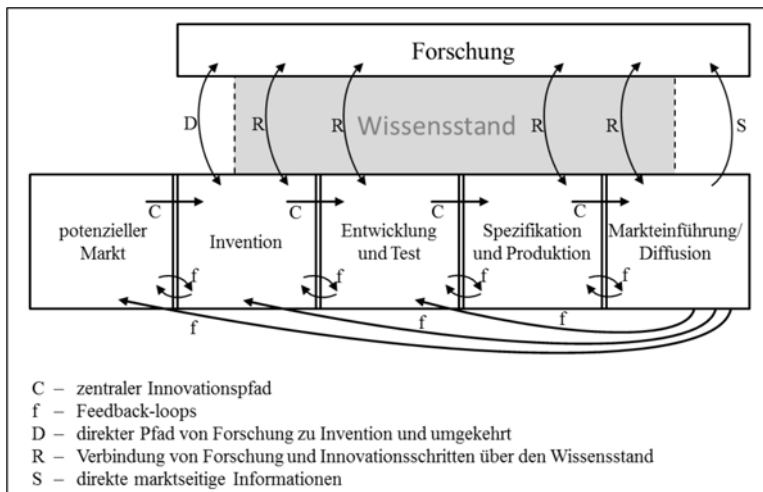 Forschung
Wissensstand
D R R R R S
C C C C
potenzieller
Markt
Invention
Entwicklung
und Test
Spezifikation
und Produktion
Markteinführung/
Diffusion
f f f f
f f f
C – zentraler Innovationspfad
f – Feedback-loops
D – direkter Pfad von Forschung zu Invention und umgekehrt
R – Verbindung von Forschung und Innovationsschritten über den Wissensstand
S – direkte marktseitige Informationen